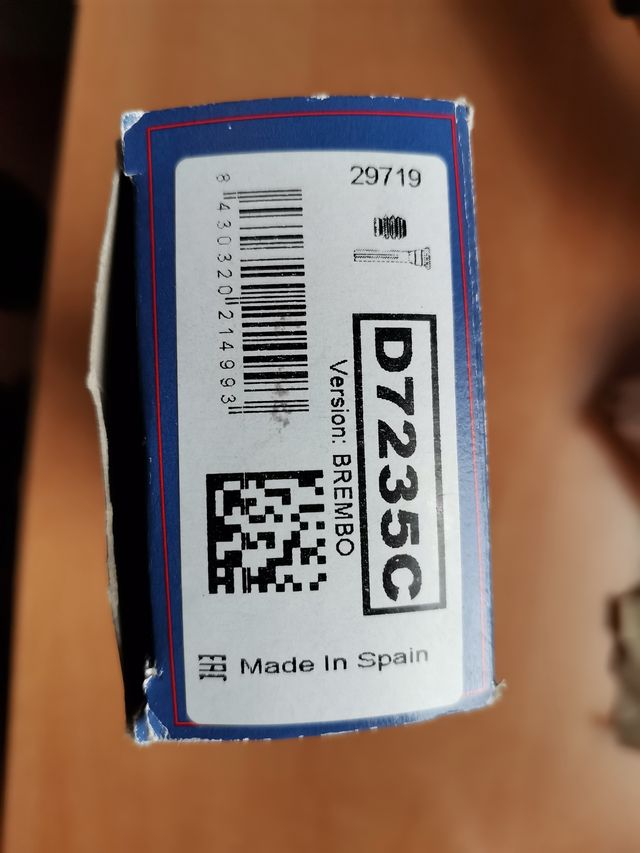 29719
8 430320 214993
D7235C
Version: BREMBO
EAC Made In Spain